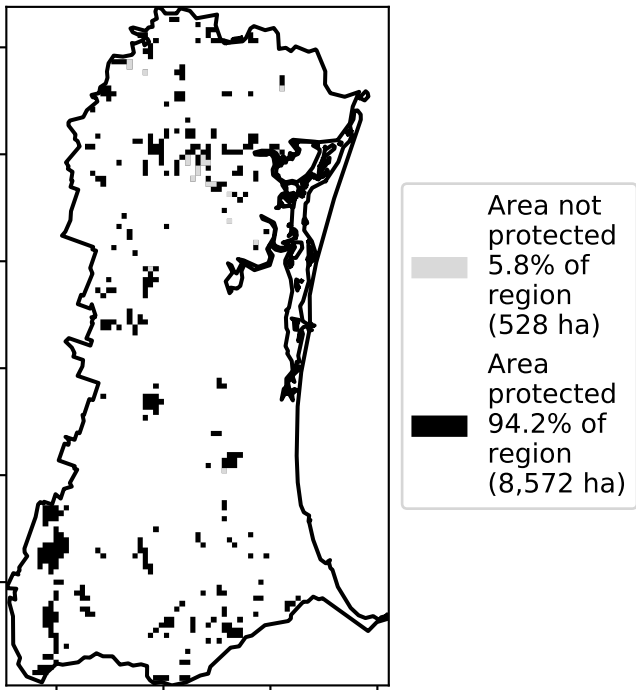 Area not
protected
5.8% of
region
(528 ha)
Area
protected
94.2% of
region
(8,572 ha)